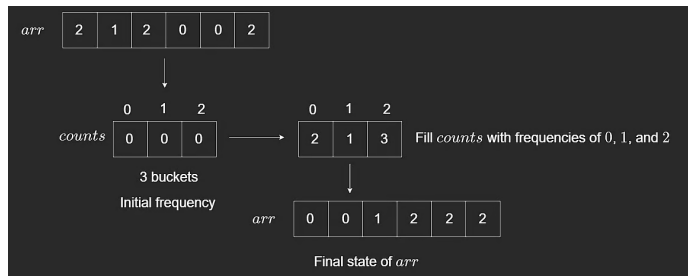 arr 2 1 2 0 0 2
0 1 2
counts 0 0 0
3 buckets
Initial frequency
0 1 2
2 1 3
Fill counts with frequencies of 0, 1, and 2
arr 0 0 1 2 2 2
Final state of arr